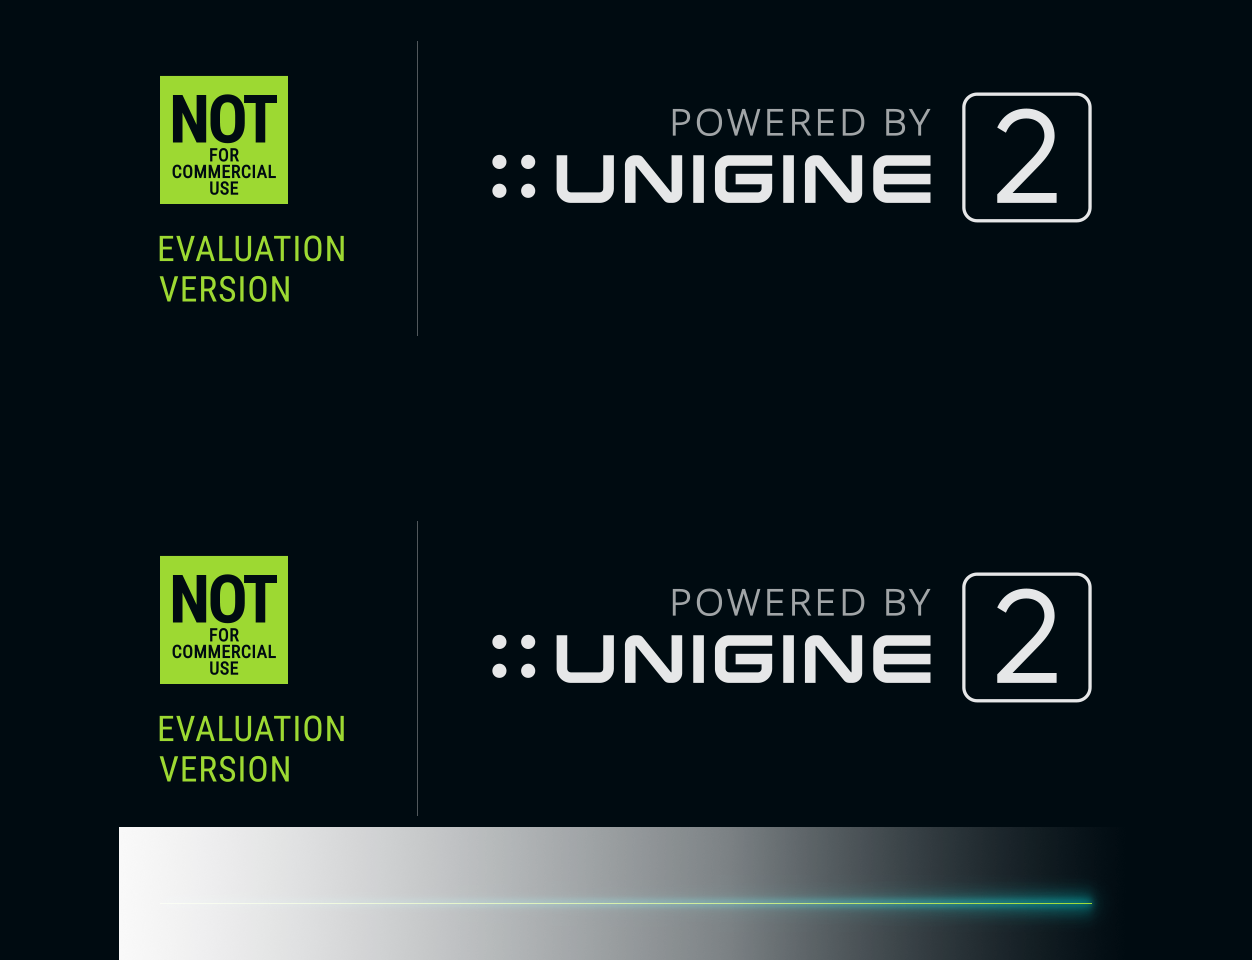 NOT
FOR
COMMERCIAL
USE
EVALUATION
VERSION
POWERED BY
UNIGINE
2
NOT
FOR
COMMERCIAL
USE
EVALUATION
VERSION
POWERED BY
UNIGINE
2